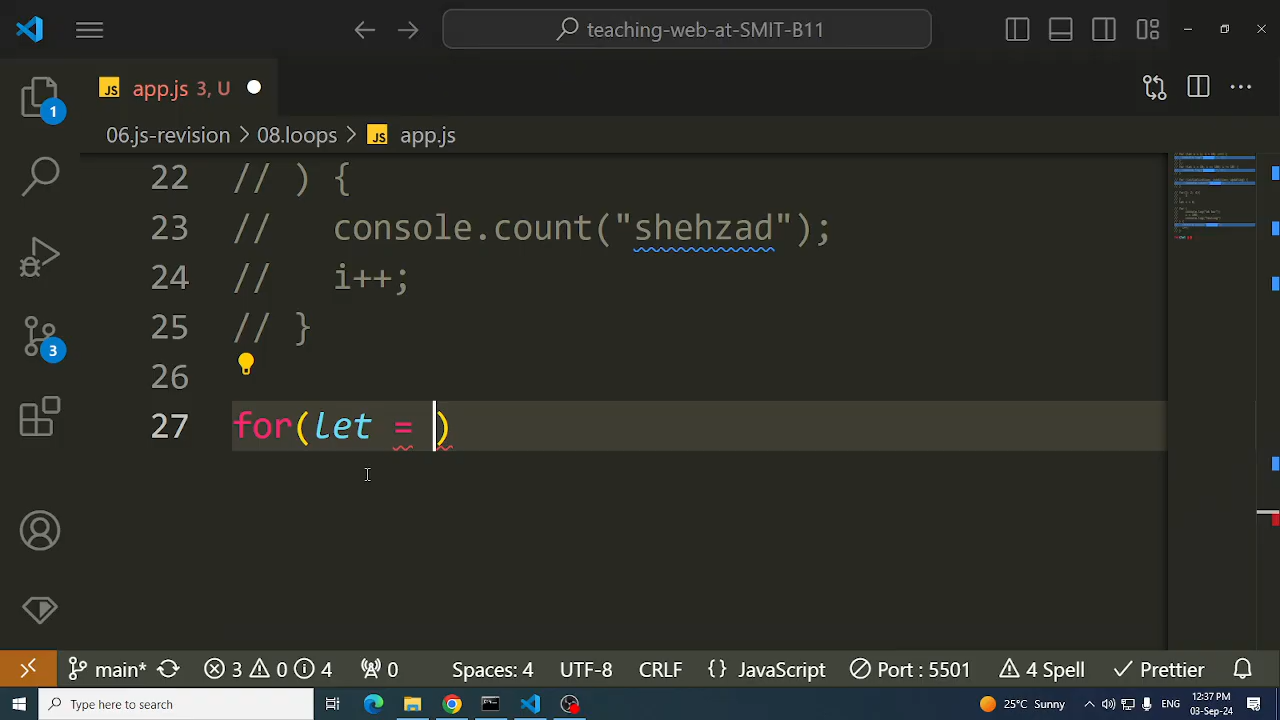 teaching-web-at-SMIT-B11
JS app.js 3, U
1
06.js-revision > 08.loops > JS app.js
22 // ) {
23 //   console.count("shehzad");
24 //   i++;
25 // }
26
27 for(let = )
3
main* 3 0 4 0 Spaces: 4 UTF-8 CRLF {} JavaScript Port : 5501 4 Spell Prettier
Type here to search
25°C Sunny
12:37 PM
03-Sep-24